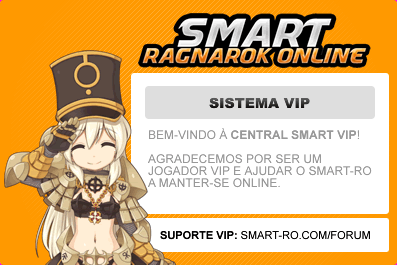 SMART
RAGNAROK ONLINE
SISTEMA VIP
BEM-VINDO À CENTRAL SMART VIP!
AGRADECEMOS POR SER UM
JOGADOR VIP E AJUDAR O SMART-RO
A MANTER-SE ONLINE.
SUPORTE VIP: SMART-RO.COM/FORUM